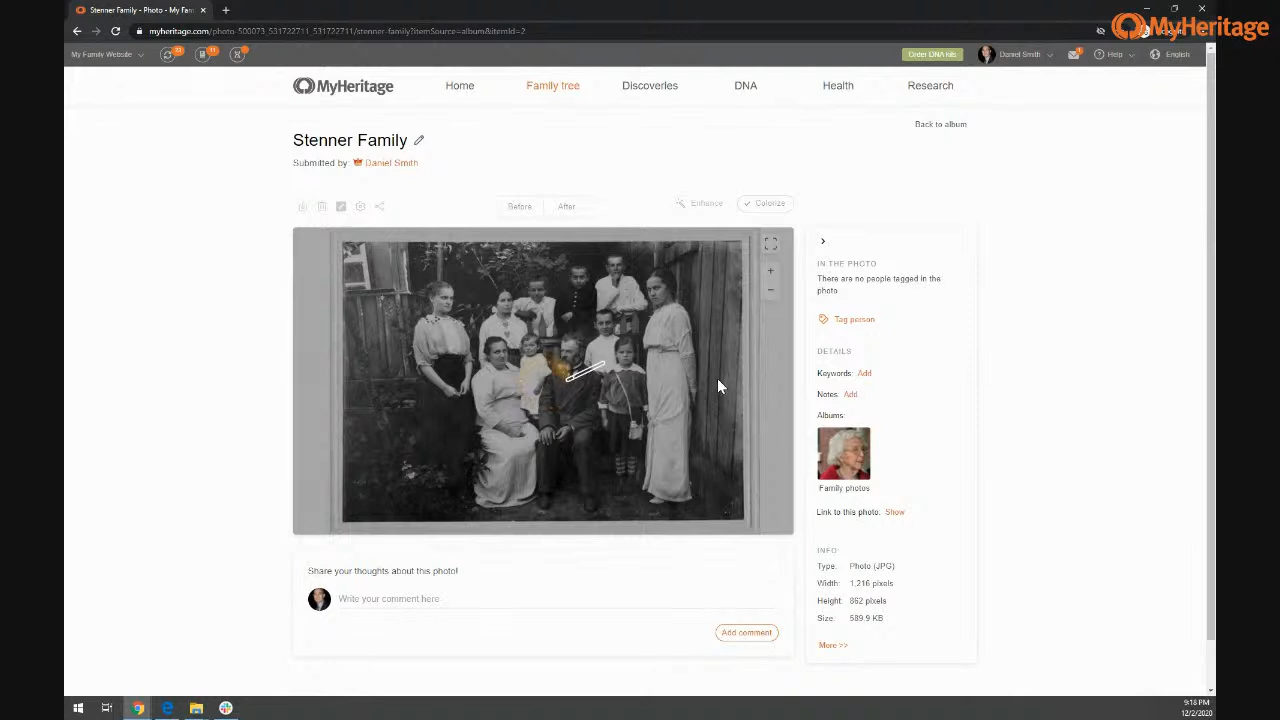 Stenner Family - Photo - My Fam
myheritage.com/photo-500073_531722711_531722711/stenner-family?itemSource=album&itemId=2
MyHeritage
My Family Website
Order DNA kits
Daniel Smith
1
Help
English
MyHeritage
Home
Family tree
Discoveries
DNA
Health
Research
Back to album
Stenner Family
Submitted by: Daniel Smith
Before
After
Enhance
Colorize
IN THE PHOTO
There are no people tagged in the
photo
Tag person
DETAILS
Keywords: Add
Notes: Add
Albums:
Family photos
Link to this photo: Show
INFO
Type: Photo (JPG)
Width: 1,216 pixels
Height: 862 pixels
Size: 589.9 KB
More >>
Share your thoughts about this photo!
Write your comment here
Add comment
9:18 PM
12/2/2020